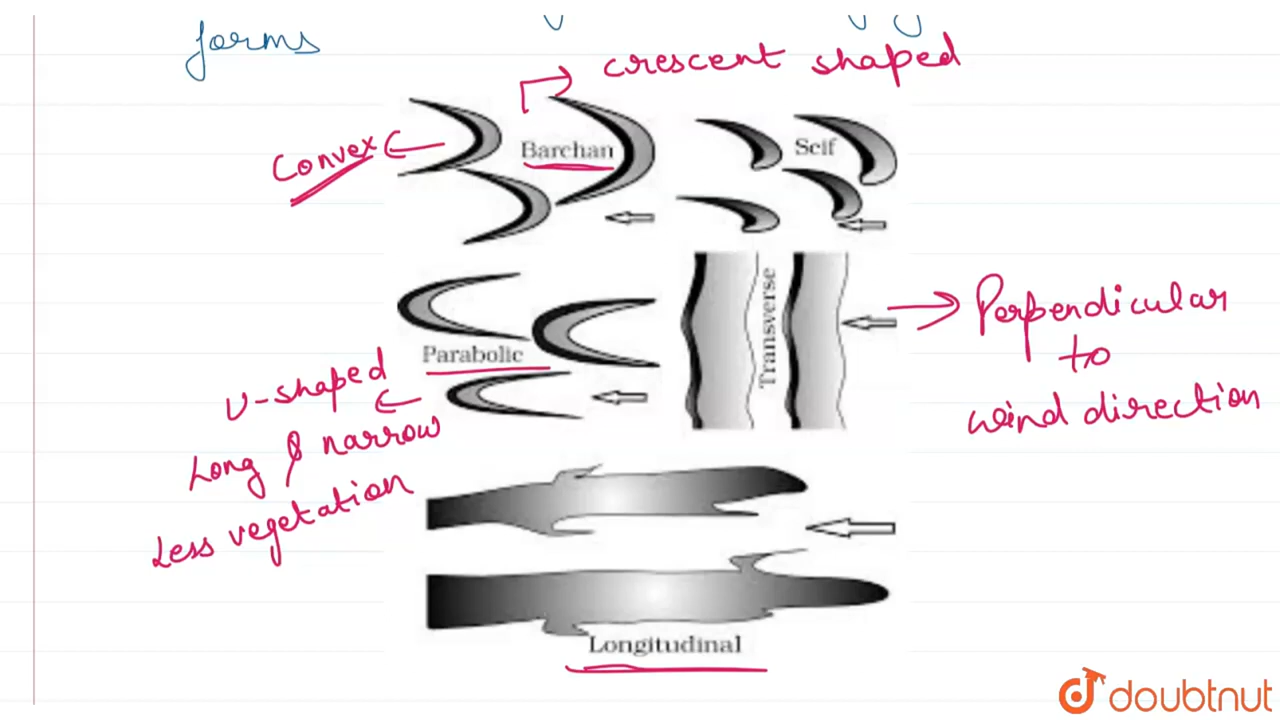 forms
crescent shaped
Convex
Barchan
Seif
Transverse
Perpendicular
to
wind direction
Parabolic
U-shaped
Long & narrow
Less vegetation
Longitudinal
doubtnut